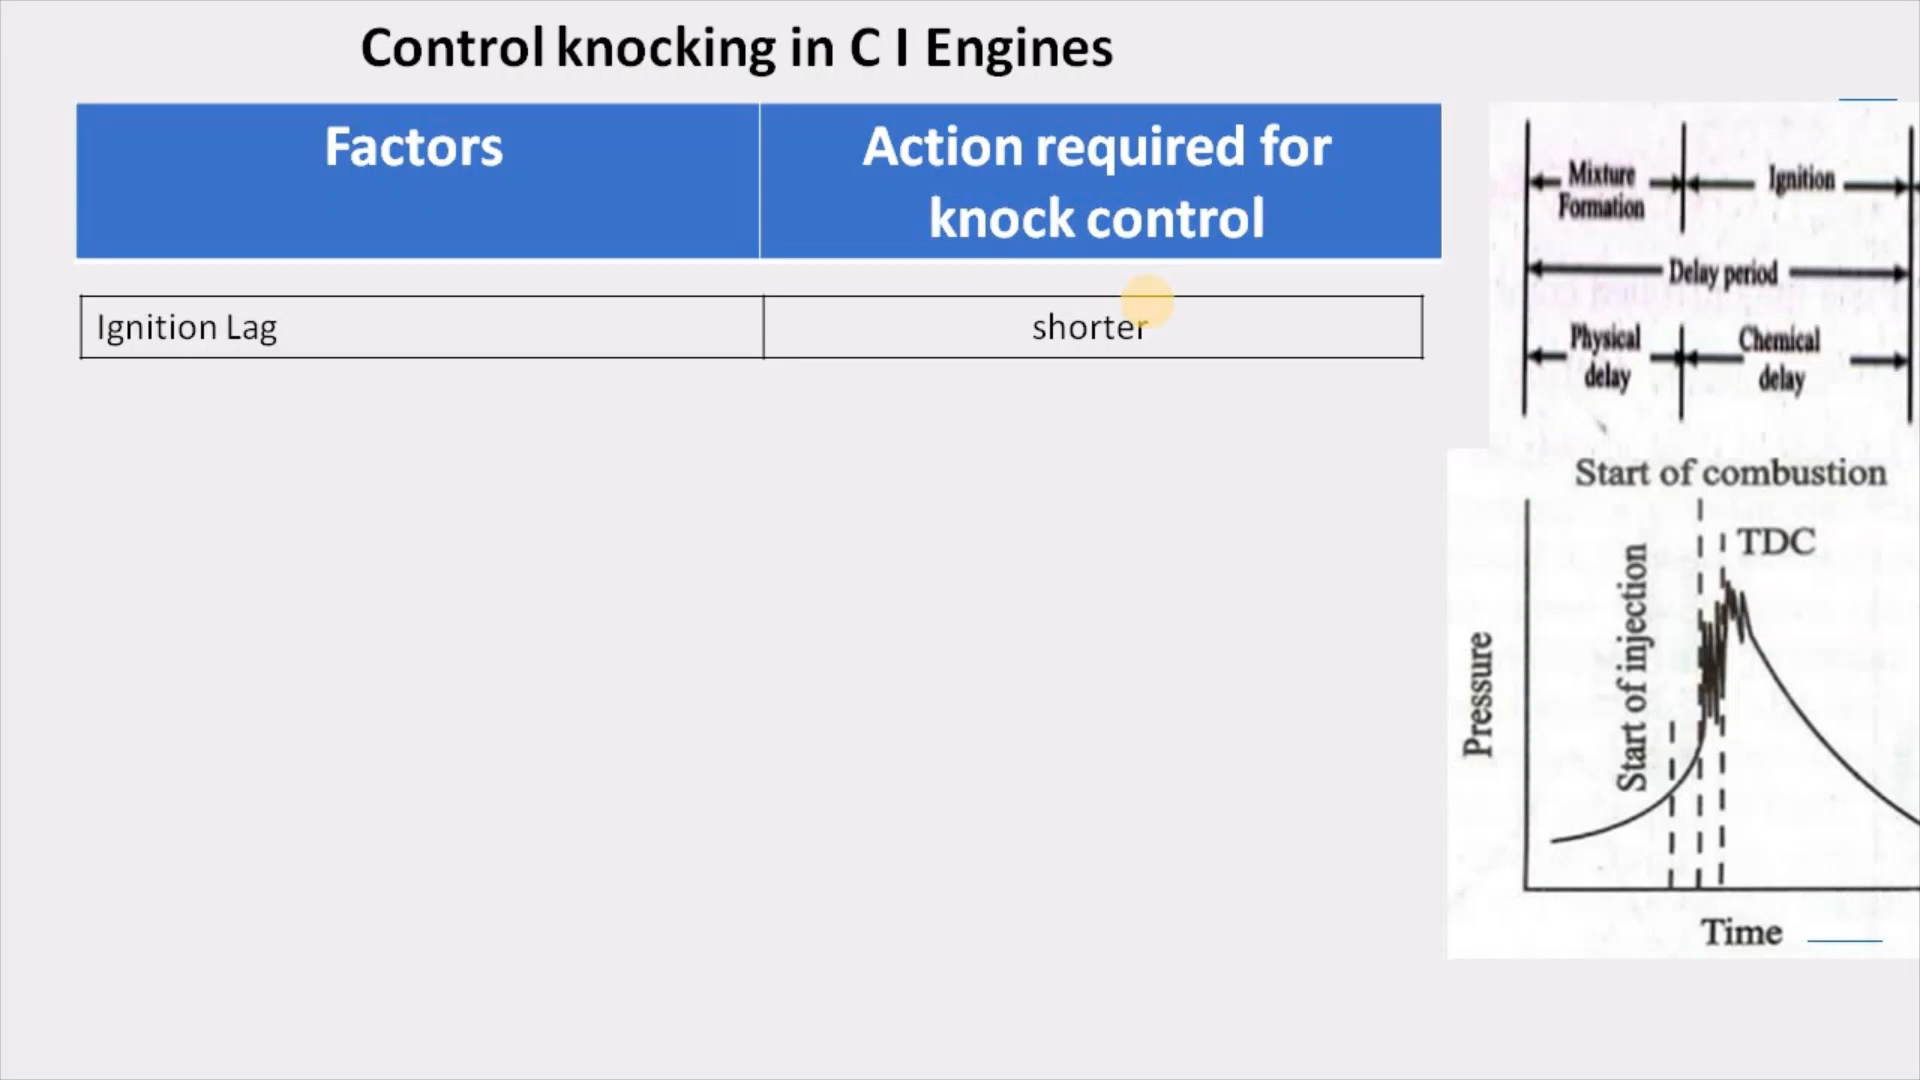 Control knocking in C I Engines
Factors
Action required for
knock control
Ignition Lag
shorter
Mixture
Formation
Ignition
Delay period
Physical
delay
Chemical
delay
Start of combustion
TDC
Start of injection
Pressure
Time